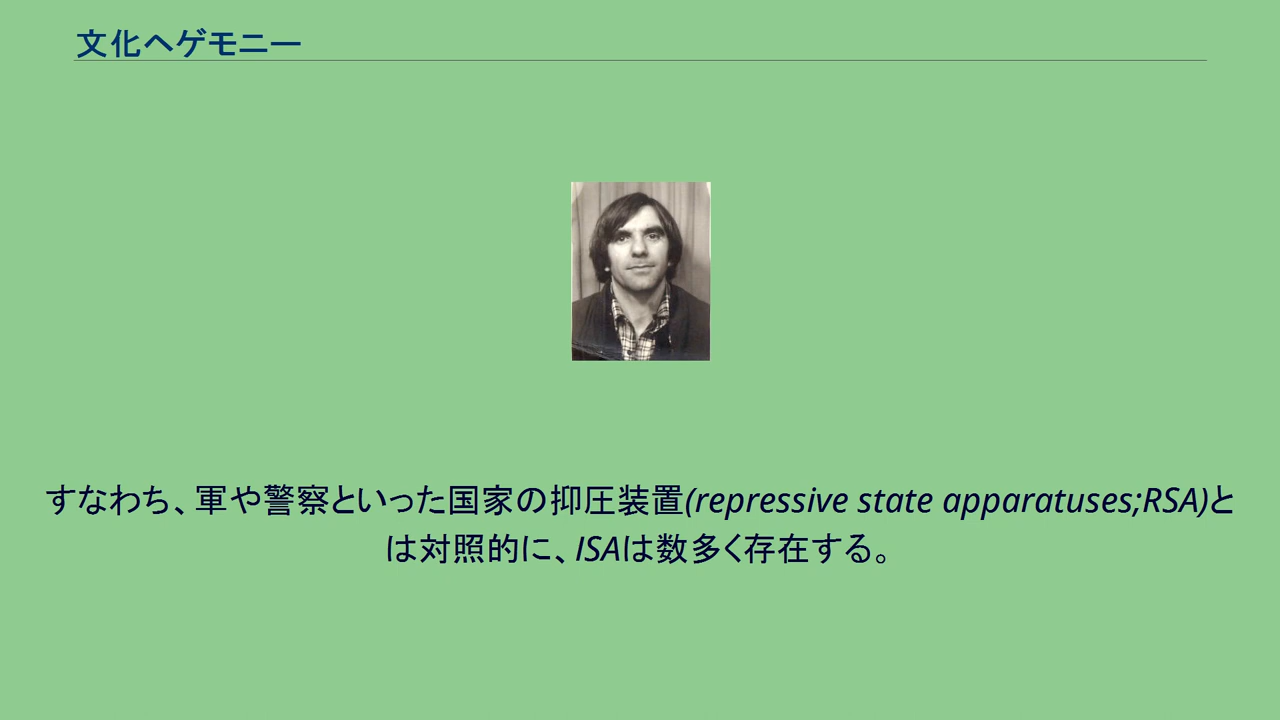 文化ヘゲモニー
すなわち、軍や警察といった国家の抑圧装置(repressive state apparatuses;RSA)と
は対照的に、ISAは数多く存在する。